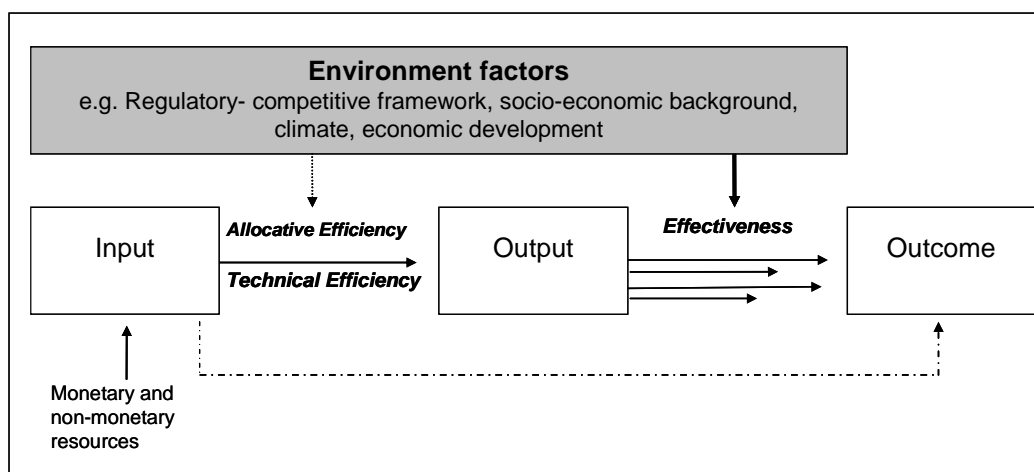 Environment factors
e.g. Regulatory- competitive framework, socio-economic background,
climate, economic development
Input
Allocative Efficiency
Technical Efficiency
Output
Effectiveness
Outcome
Monetary and
non-monetary
resources